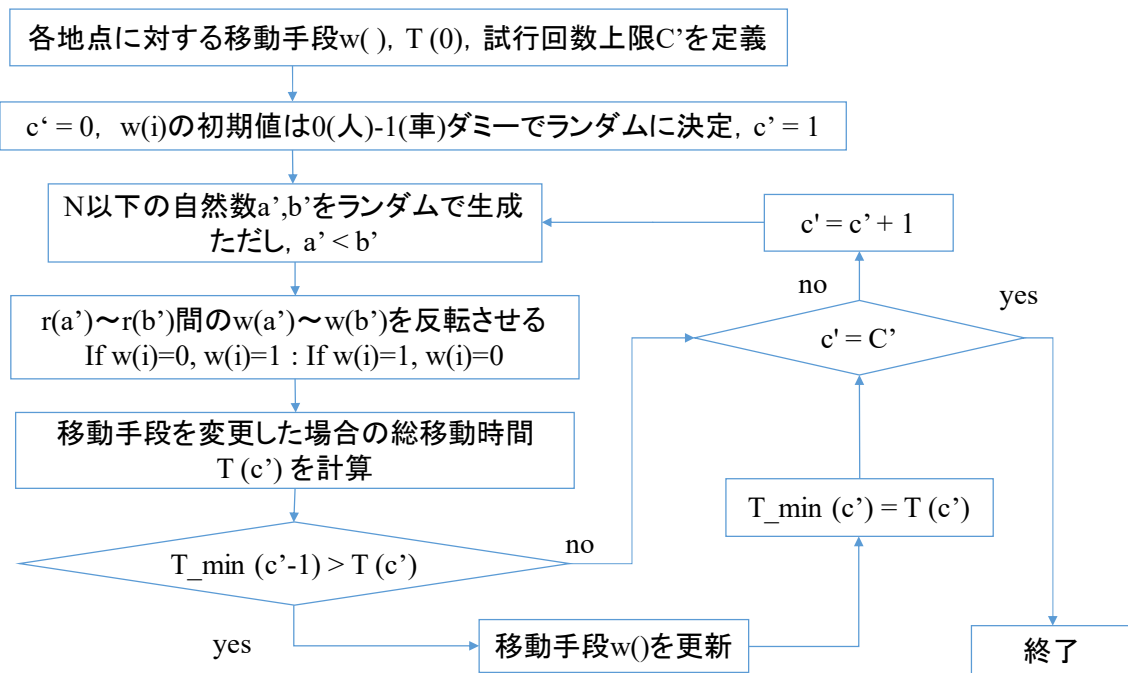 各地点に対する移動手段w( ), T (0), 試行回数上限C’を定義
c‘ = 0, w(i)の初期値は0(人)-1(車)ダミーでランダムに決定, c’ = 1
N以下の自然数a’,b’をランダムで生成
ただし, a’ < b’
r(a’)～r(b’)間のw(a’)～w(b’)を反転させる
If w(i)=0, w(i)=1 : If w(i)=1, w(i)=0
移動手段を変更した場合の総移動時間
T (c’) を計算
T_min (c’-1) > T (c’)
no
yes
移動手段w()を更新
T_min (c’) = T (c’)
c' = C’
no
yes
c' = c’ + 1
終了